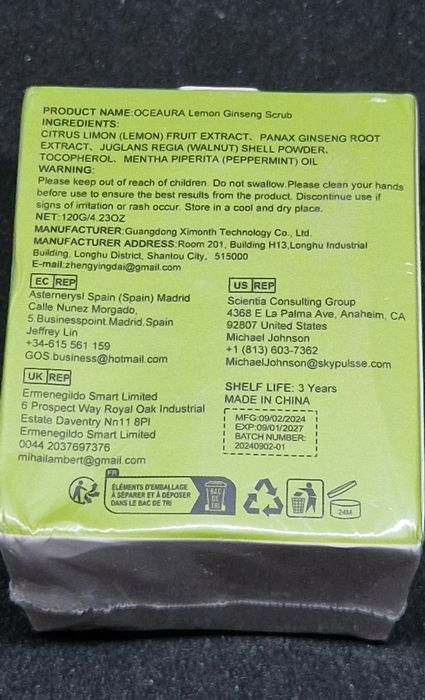 PRODUCT NAME:OCEAURA Lemon Ginseng Scrub
INGREDIENTS:
CITRUS LIMON (LEMON) FRUIT EXTRACT、PANAX GINSENG ROOT
EXTRACT、JUGLANS REGIA (WALNUT) SHELL POWDER、
TOCOPHEROL、MENTHA PIPERITA (PEPPERMINT) OIL
WARNING:
Please keep out of reach of children. Do not swallow.Please clean your hands
before use to ensure the best results from the product. Discontinue use if
signs of irritation or rash occur. Store in a cool and dry place.
NET:120G/4.23OZ
MANUFACTURER:Guangdong Ximonth Technology Co., Ltd.
MANUFACTURER ADDRESS:Room 201, Building H13,Longhu Industrial
Building, Longhu District, Shantou City，515000
E-mail:zhengyingdai@gmail.com
EC REP
Asternerysl Spain (Spain) Madrid
Calle Nunez Morgado,
5.Businesspoint.Madrid.Spain
Jeffrey Lin
+34-615 561 159
GOS.business@hotmail.com
US REP
Scientia Consulting Group
4368 E La Palma Ave, Anaheim, CA
92807 United States
Michael Johnson
+1 (813) 603-7362
MichaelJohnson@skypulsse.com
UK REP
Ermenegildo Smart Limited
6 Prospect Way Royal Oak Industrial
Estate Daventry Nn11 8Pl
Ermenegildo Smart Limited
0044 2037697376
mihailambert@gmail.com
SHELF LIFE: 3 Years
MADE IN CHINA
MFG:09/02/2024
EXP:09/01/2027
BATCH NUMBER:
20240902-01
FR
ÉLÉMENTS D'EMBALLAGE
À SÉPARER ET À DÉPOSER
DANS LE BAC DE TRI
BAC
DE
TRI
24M